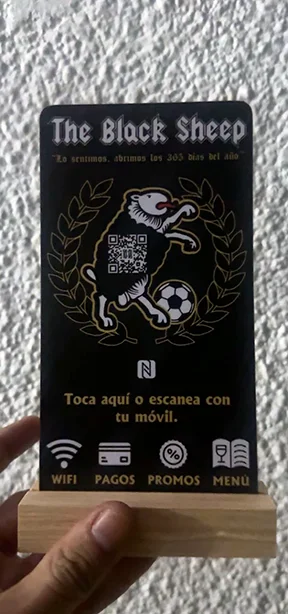 The Black Sheep
"Lo sentimos, abrimos los 365 dias del año"
Toca aquí o escanea con
tu móvil.
WIFI PAGOS PROMOS MENÚ